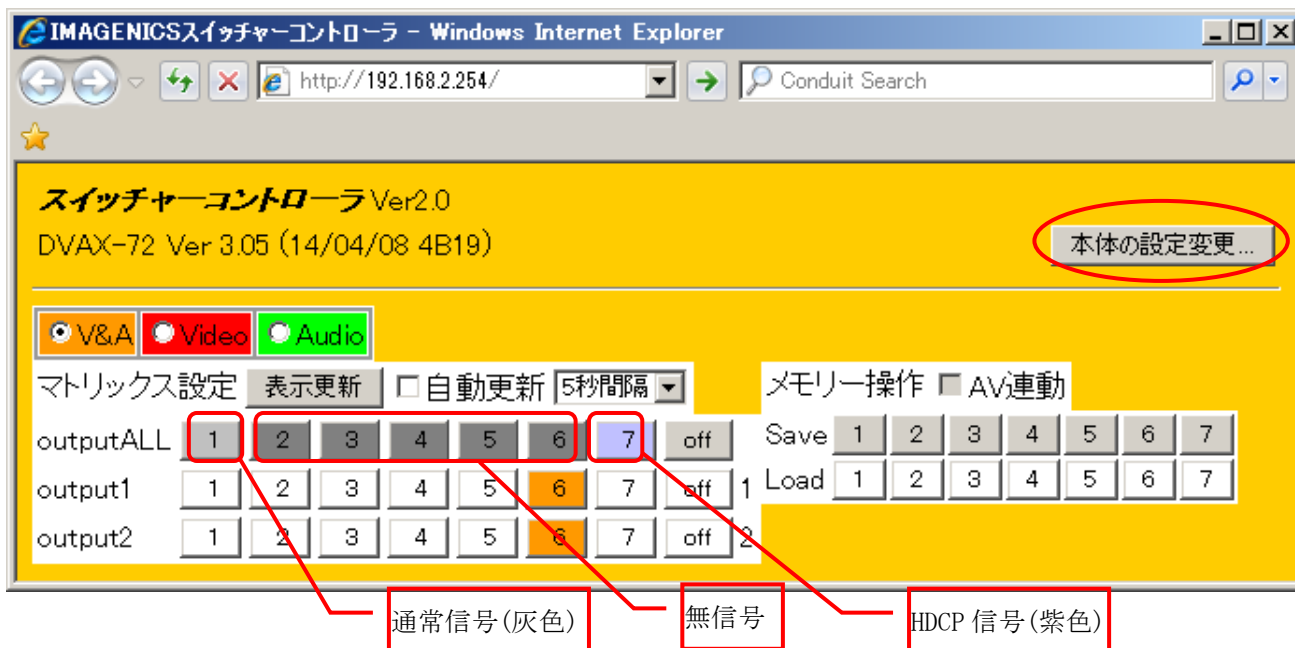 IMAGENICSスイッチャーコントローラ - Windows Internet Explorer
http://192.168.2.254/
Conduit Search
スイッチャーコントローラ Ver2.0
DVAX-72 Ver 3.05 (14/04/08 4B19)
本体の設定変更...
V&A Video Audio
マトリックス設定 表示更新 自動更新 5秒間隔 メモリー操作 AV連動
outputALL 1 2 3 4 5 6 7 off Save 1 2 3 4 5 6 7
output1 1 2 3 4 5 6 7 off 1 Load 1 2 3 4 5 6 7
output2 1 2 3 4 5 6 7 off 2
通常信号(灰色) 無信号 HDCP 信号(紫色)